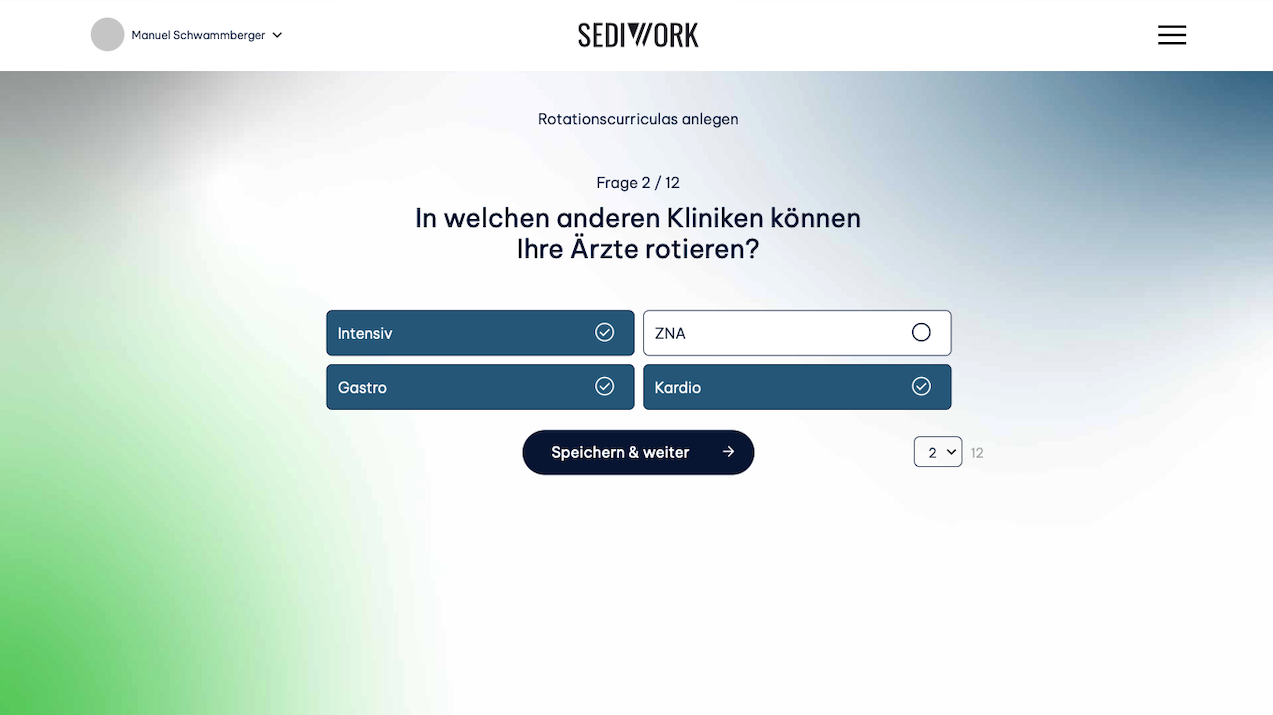 Manuel Schwammberger
SEDIWORK
Rotationscurriculas anlegen
Frage 2 / 12
In welchen anderen Kliniken können
Ihre Ärzte rotieren?
Intensiv
ZNA
Gastro
Kardio
Speichern & weiter
2
12